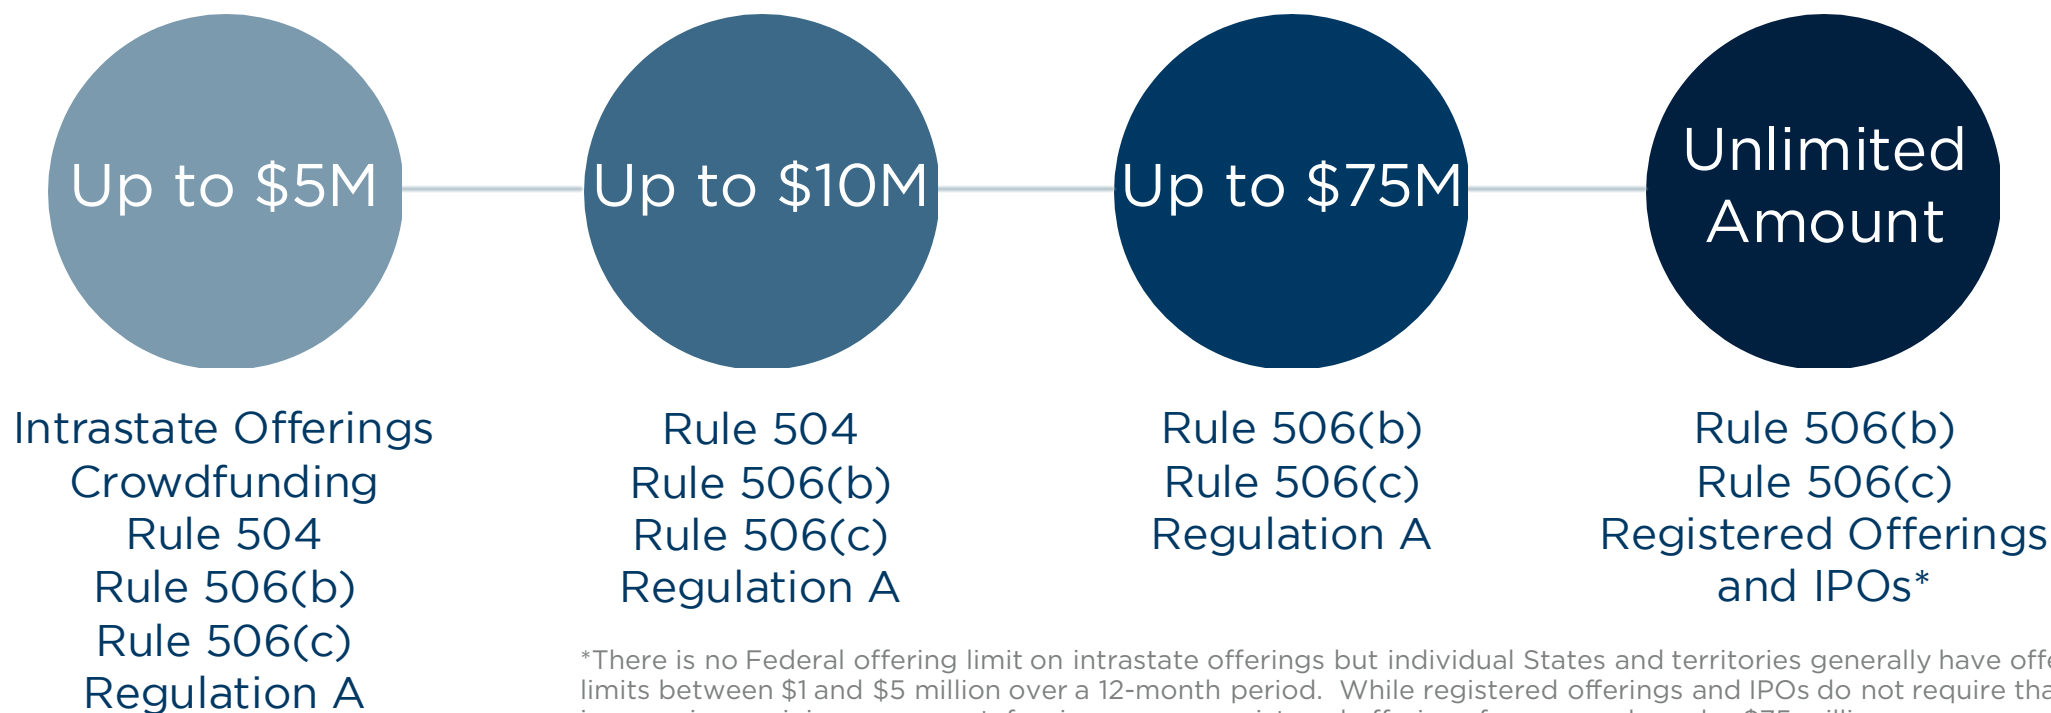 Up to $5M
Up to $10M
Up to $75M
Unlimited
Amount
Intrastate Offerings
Crowdfunding
Rule 504
Rule 506(b)
Rule 506(c)
Regulation A
Rule 504
Rule 506(b)
Rule 506(c)
Regulation A
Rule 506(b)
Rule 506(c)
Regulation A
Rule 506(b)
Rule 506(c)
Registered Offerings
and IPOs*
*There is no Federal offering limit on intrastate offerings but individual States and territories generally have
limits between $1 and $5 million over a 12-month period. While registered offerings and IPOs do not require